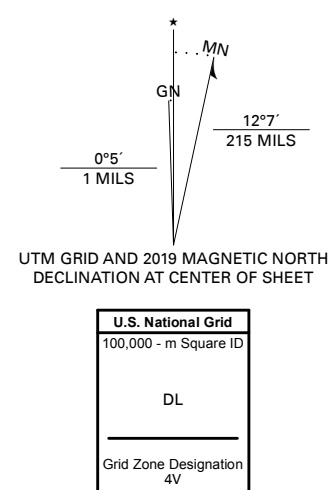 ★
MN
GN
12°7´
215 MILS
0°5´
1 MILS
UTM GRID AND 2019 MAGNETIC NORTH
DECLINATION AT CENTER OF SHEET
U.S. National Grid
100,000 - m Square ID
DL
Grid Zone Designation
4V